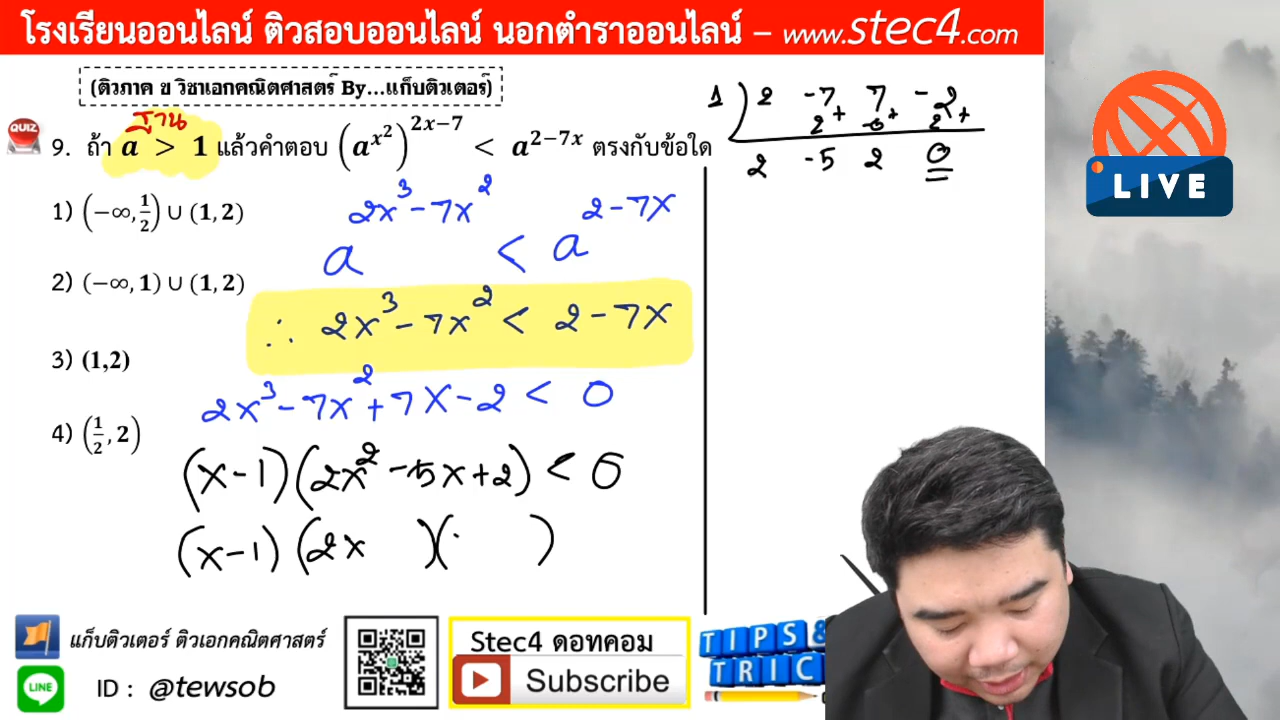 โรงเรียนออนไลน์ ติวสอบออนไลน์ นอกตำราออนไลน์ – www.stec4.com
(ติวภาค ข วิชาเอกคณิตศาสตร์ By...แก็บติวเตอร์)
QUIZ
ฐาน
9. ถ้า a > 1 แล้วคำตอบ (a^{x^2})^{2x-7} < a^{2-7x} ตรงกับข้อใด
1) (-∞, 1/2) ∪ (1, 2)
2) (-∞, 1) ∪ (1, 2)
3) (1,2)
4) (1/2, 2)
a^{2x^3-7x^2} < a^{2-7x}
∴ 2x^3 - 7x^2 < 2 - 7x
2x^3 - 7x^2 + 7x - 2 < 0
(x-1)(2x^2 - 5x + 2) < 0
(x-1)(2x )( )
1 ) 2 -7+ 7+ -2+
2 2
2 -5 2 0
LIVE
แก็บติวเตอร์ ติวเอกคณิตศาสตร์
LINE
ID : @tewsob
Stec4 ดอทคอม
Subscribe
TIPS &
TRIC